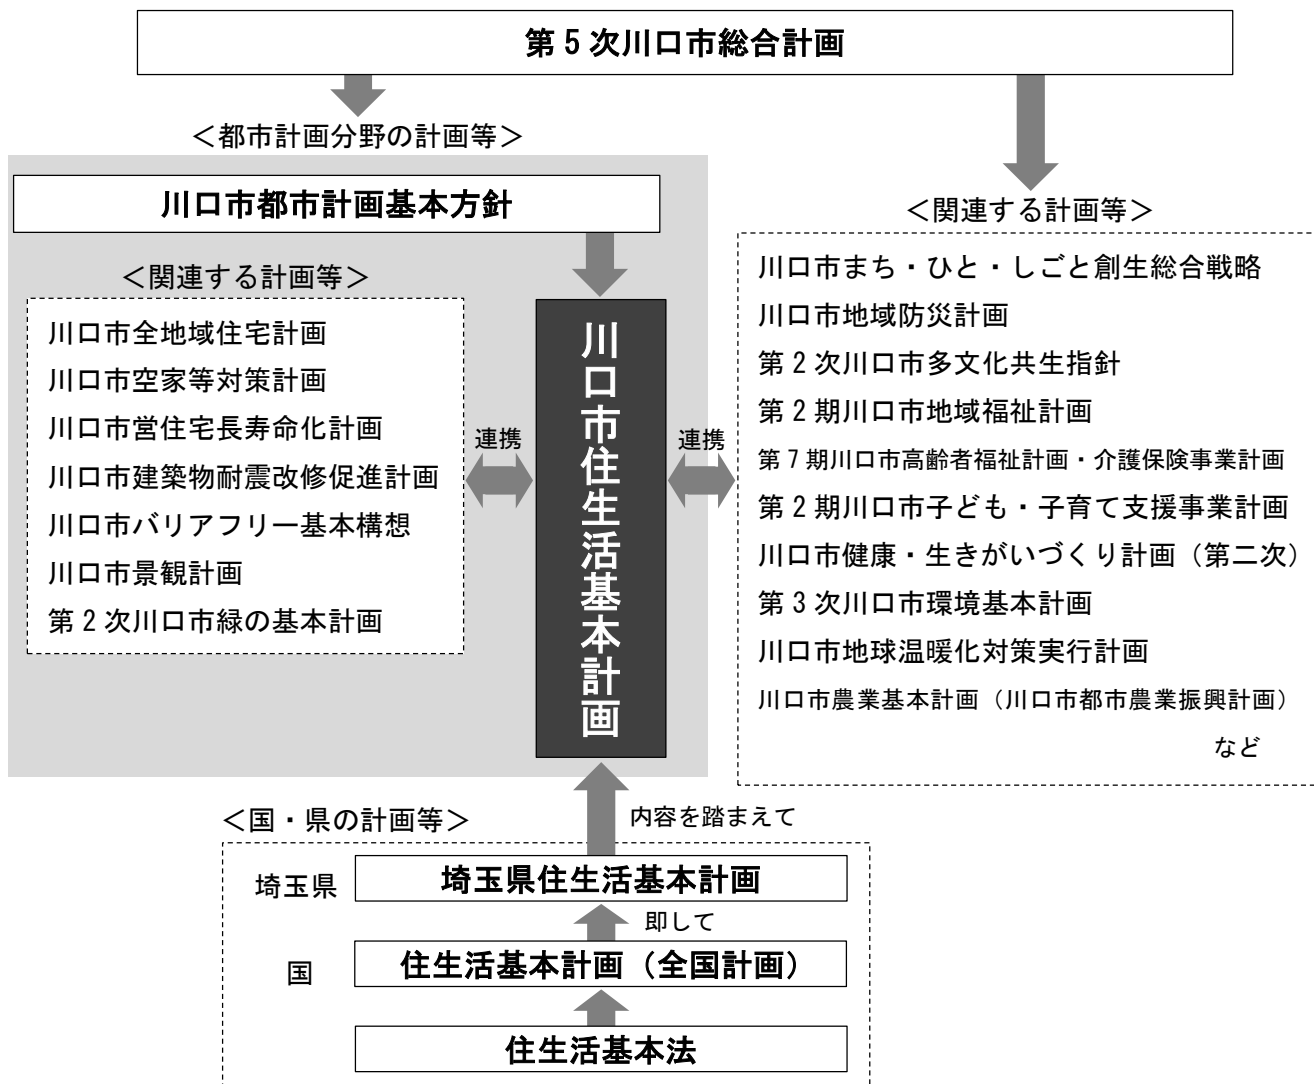 第５次川口市総合計画
＜都市計画分野の計画等＞
川口市都市計画基本方針
＜関連する計画等＞
川口市全地域住宅計画
川口市空家等対策計画
川口市営住宅長寿命化計画
川口市建築物耐震改修促進計画
川口市バリアフリー基本構想
川口市景観計画
第２次川口市緑の基本計画
連携
川口市住生活基本計画
連携
＜関連する計画等＞
川口市まち・ひと・しごと創生総合戦略
川口市地域防災計画
第２次川口市多文化共生指針
第２期川口市地域福祉計画
第７期川口市高齢者福祉計画・介護保険事業計画
第２期川口市子ども・子育て支援事業計画
川口市健康・生きがいづくり計画（第二次）
第３次川口市環境基本計画
川口市地球温暖化対策実行計画
川口市農業基本計画（川口市都市農業振興計画）
など
＜国・県の計画等＞
内容を踏まえて
埼玉県
埼玉県住生活基本計画
即して
国
住生活基本計画（全国計画）
住生活基本法